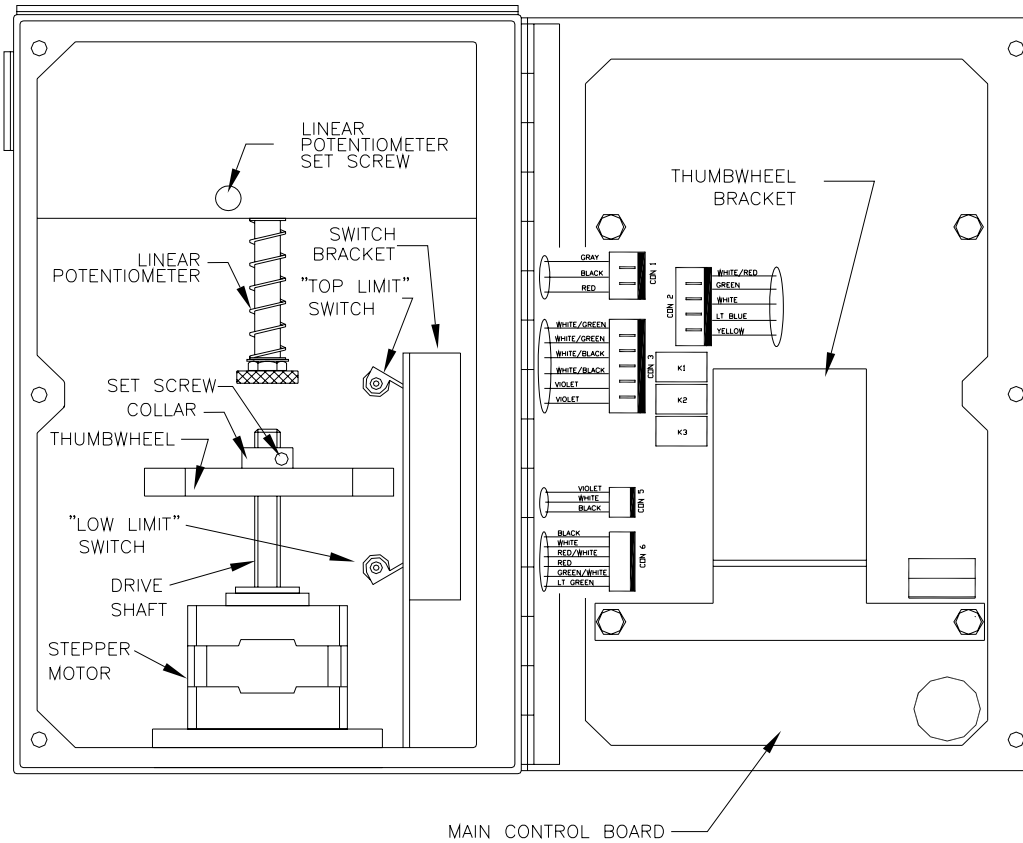 LINEAR
POTENTIOMETER
SET SCREW
THUMBWHEEL
BRACKET
SWITCH
BRACKET
LINEAR
POTENTIOMETER
"TOP LIMIT"
SWITCH
GRAY
BLACK
RED
CON 1
CON 2
WHITE/RED
GREEN
WHITE
LT BLUE
YELLOW
WHITE/GREEN
WHITE/GREEN
WHITE/BLACK
WHITE/BLACK
VIOLET
VIOLET
CON 3
K1
K2
K3
SET SCREW
COLLAR
THUMBWHEEL
"LOW LIMIT"
SWITCH
VIOLET
WHITE
BLACK
CON 5
BLACK
WHITE
RED/WHITE
RED
GREEN/WHITE
LT GREEN
CON 6
DRIVE
SHAFT
STEPPER
MOTOR
MAIN CONTROL BOARD